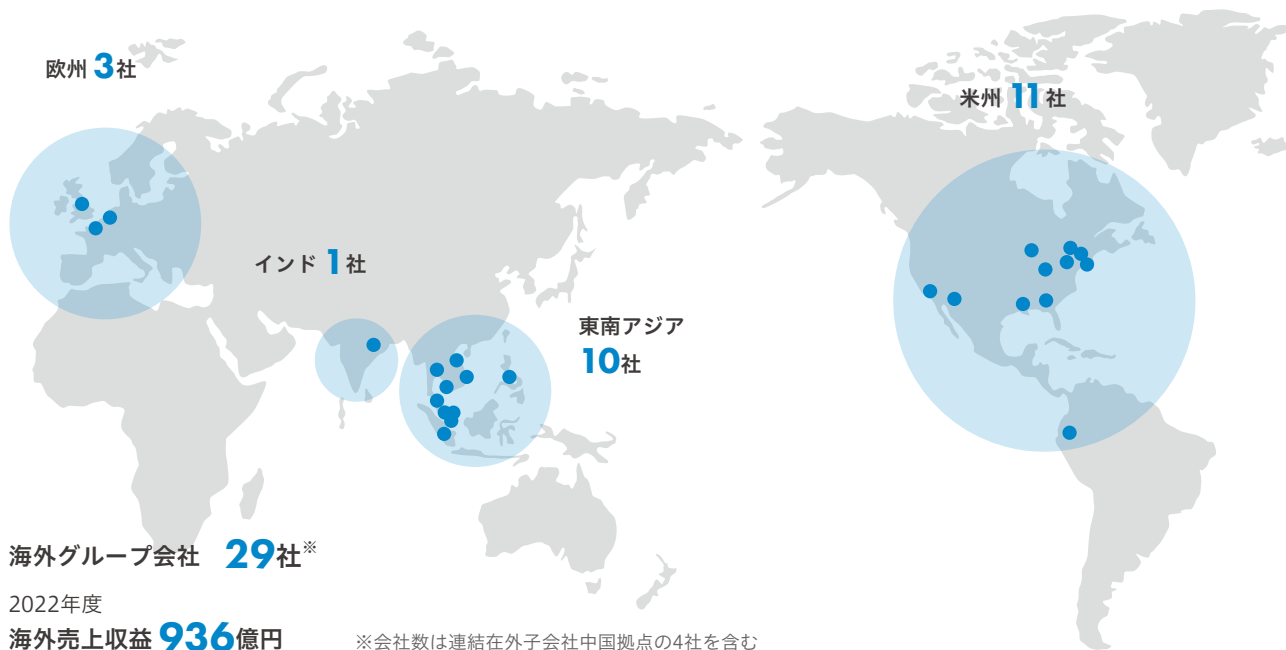 欧州 3社
米州 11社
インド 1社
東南アジア
10社
海外グループ会社 29社※
2022年度
海外売上収益 936億円
※会社数は連結在外子会社中国拠点の4社を含む